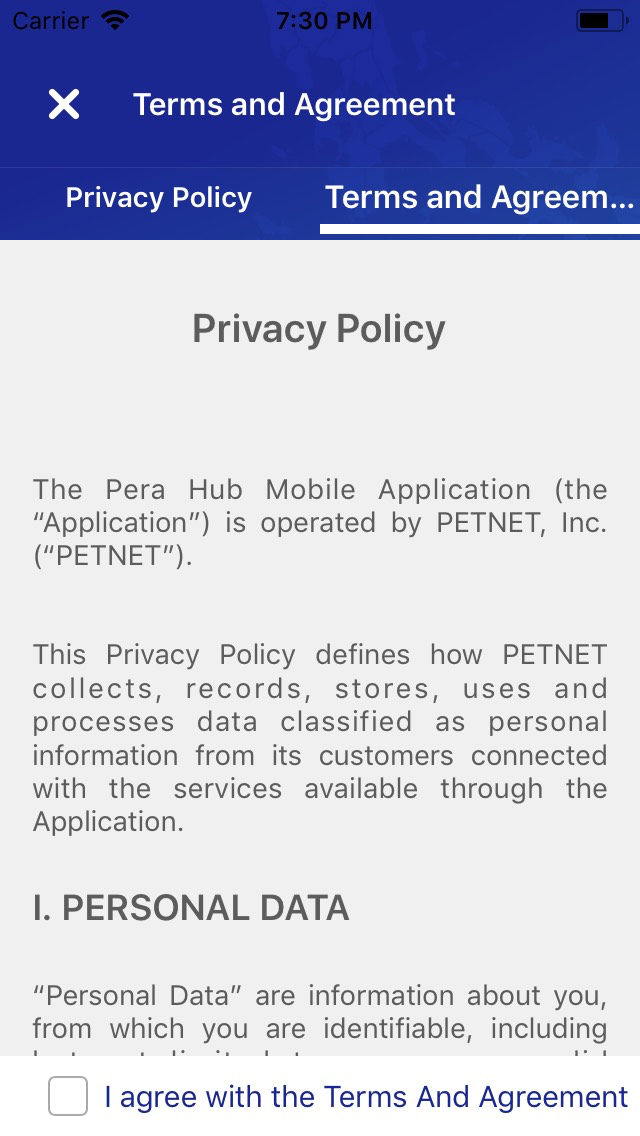 Carrier 7:30 PM
Terms and Agreement
Privacy Policy Terms and Agreem...
Privacy Policy
The Pera Hub Mobile Application (the
“Application”) is operated by PETNET, Inc.
(“PETNET”).
This Privacy Policy defines how PETNET
collects, records, stores, uses and
processes data classified as personal
information from its customers connected
with the services available through the
Application.
I. PERSONAL DATA
“Personal Data” are information about you,
from which you are identifiable, including
I agree with the Terms And Agreement